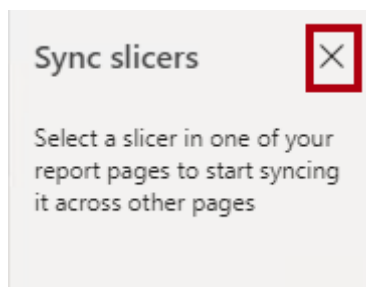 Sync slicers
Select a slicer in one of your
report pages to start syncing
it across other pages